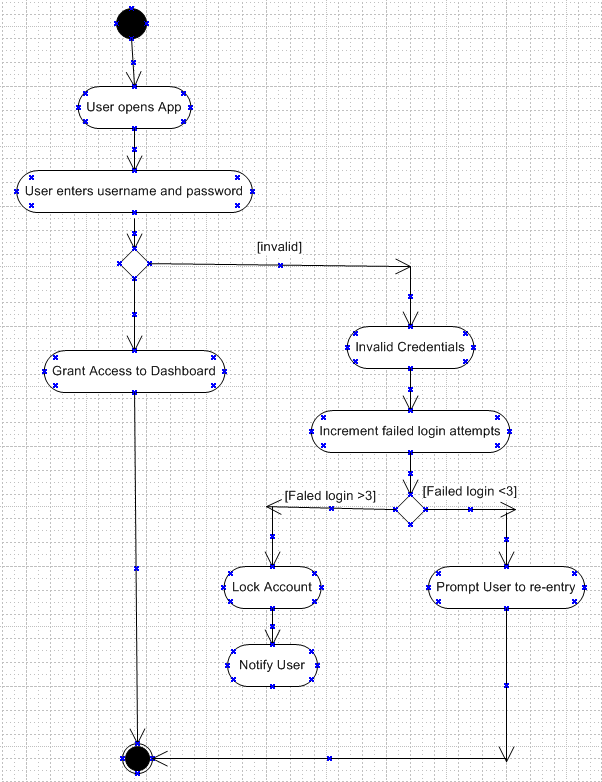 User opens App
User enters username and password
[invalid]
Invalid Credentials
Grant Access to Dashboard
Increment failed login attempts
[Faled login >3]
[Failed login <3]
Lock Account
Prompt User to re-entry
Notify User